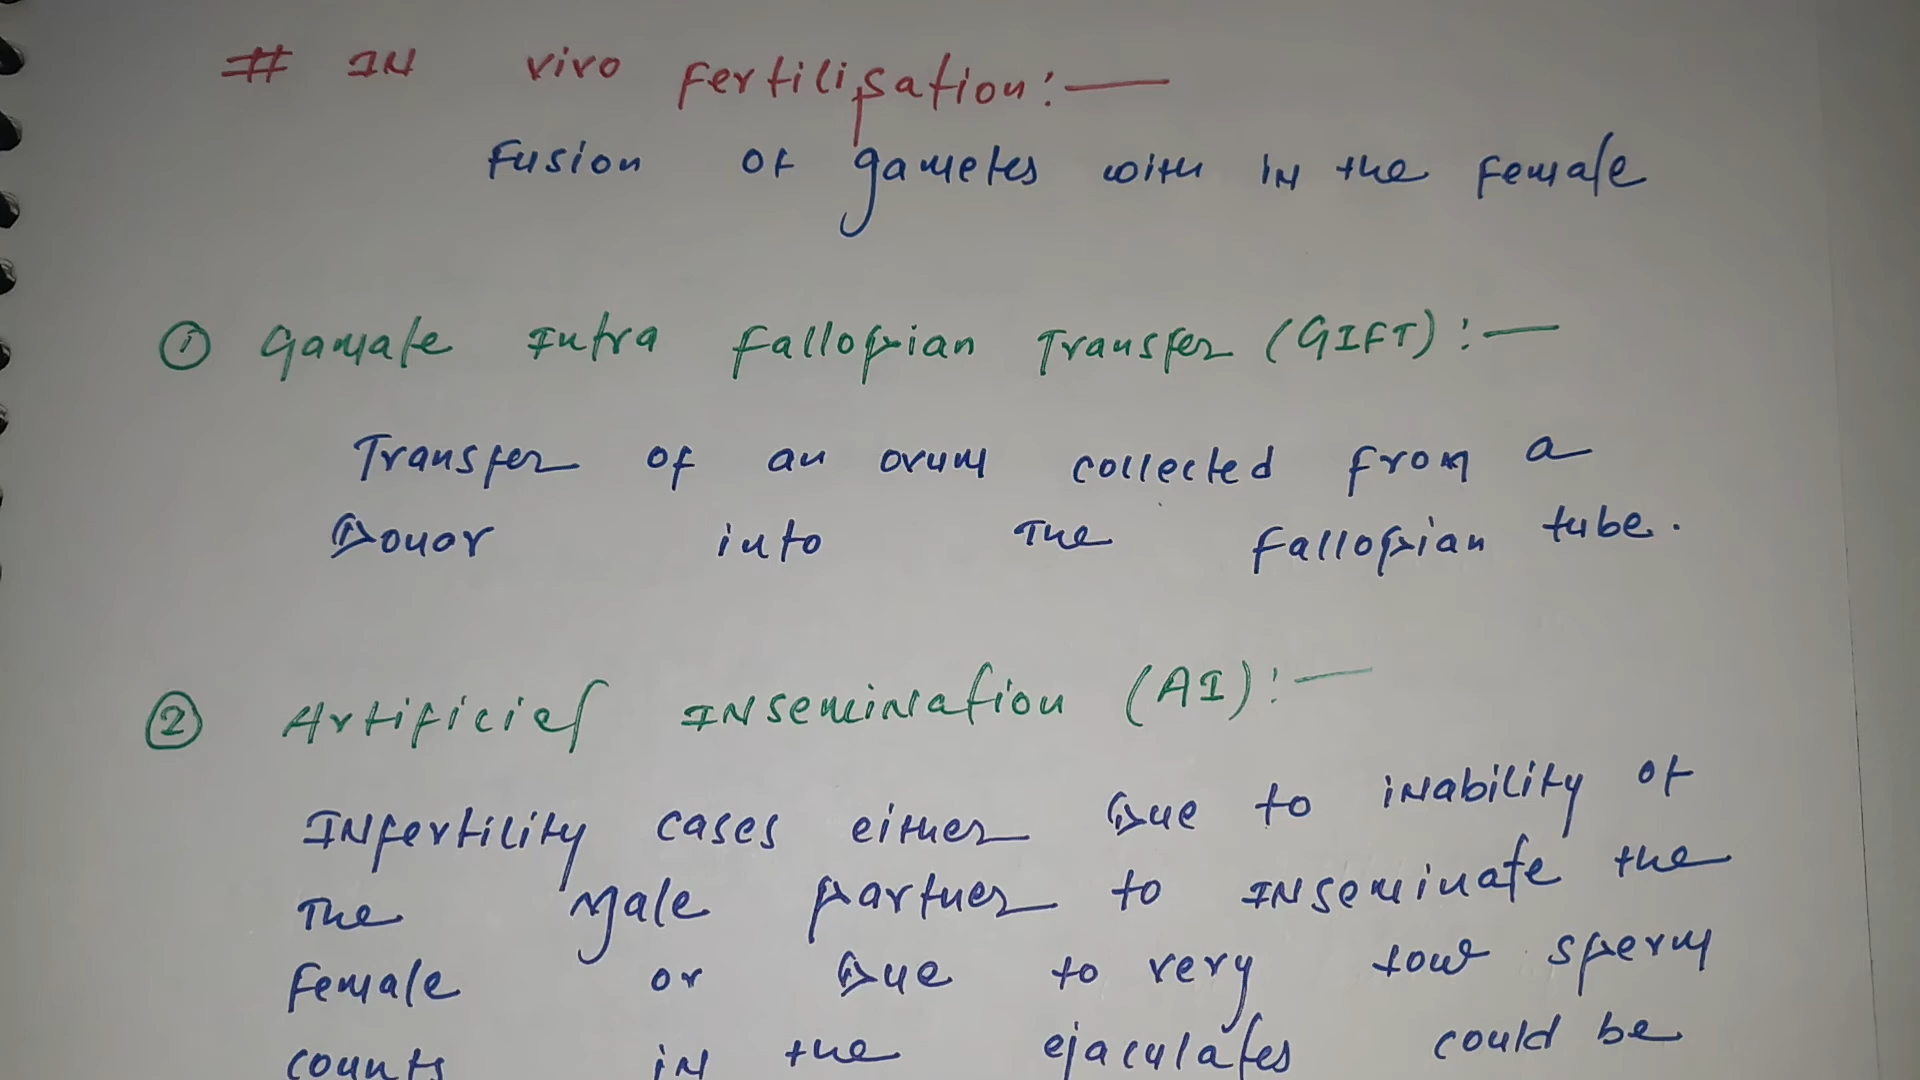 # IN vivo fertilisation:—
Fusion of gametes with in the female
① Gamate Intra fallopian Transfer (GIFT):—
Transfer of an ovum collected from a
Donor into The fallopian tube.
② Artificial INsemination (AI):—
INfertility cases either Due to inability of
The Male partner to INseminate the
female or Due to very low sperm
counts in the ejaculates could be